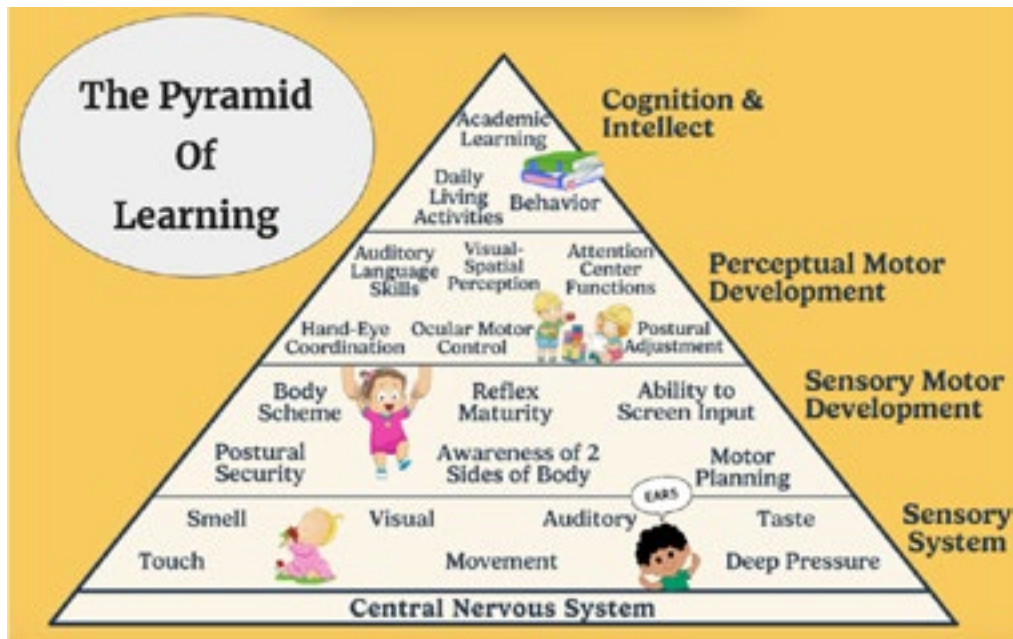 The Pyramid
Of
Learning
Cognition &
Intellect
Academic
Learning
Daily
Living
Activities
Behavior
Perceptual Motor
Development
Auditory
Language
Skills
Visual-
Spatial
Perception
Attention
Center
Functions
Hand-Eye
Coordination
Ocular Motor
Control
Postural
Adjustment
Sensory Motor
Development
Body
Scheme
Reflex
Maturity
Ability to
Screen Input
Postural
Security
Awareness of 2
Sides of Body
Motor
Planning
Sensory
System
EARS
Smell
Visual
Auditory
Taste
Touch
Movement
Deep Pressure
Central Nervous System